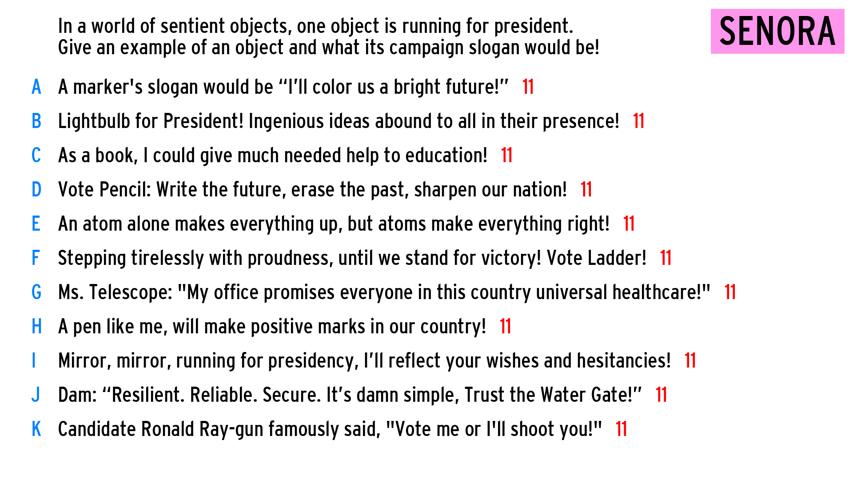 In a world of sentient objects, one object is running for president.
Give an example of an object and what its campaign slogan would be!
SENORA
A A marker's slogan would be “I’ll color us a bright future!” 11
B Lightbulb for President! Ingenious ideas abound to all in their presence! 11
C As a book, I could give much needed help to education! 11
D Vote Pencil: Write the future, erase the past, sharpen our nation! 11
E An atom alone makes everything up, but atoms make everything right! 11
F Stepping tirelessly with proudness, until we stand for victory! Vote Ladder! 11
G Ms. Telescope: "My office promises everyone in this country universal healthcare!" 11
H A pen like me, will make positive marks in our country! 11
I Mirror, mirror, running for presidency, I’ll reflect your wishes and hesitancies! 11
J Dam: “Resilient. Reliable. Secure. It’s damn simple, Trust the Water Gate!” 11
K Candidate Ronald Ray-gun famously said, "Vote me or I'll shoot you!" 11